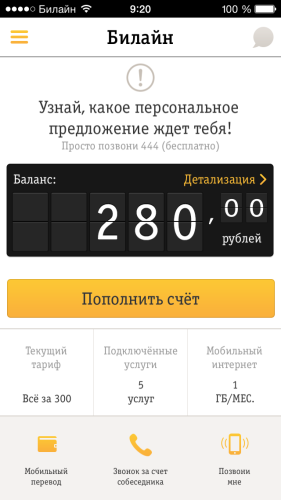 Билайн 9:20 100 %
Билайн
Узнай, какое персональное
предложение ждет тебя!
Просто позвони 444 (бесплатно)
Баланс: Детализация
280,00
рублей
Пополнить счёт
Текущий тариф
Всё за 300
Подключённые услуги
5
услуг
Мобильный интернет
1
ГБ/МЕС.
Мобильный
перевод
Звонок за счет
собеседника
Позвони
мне